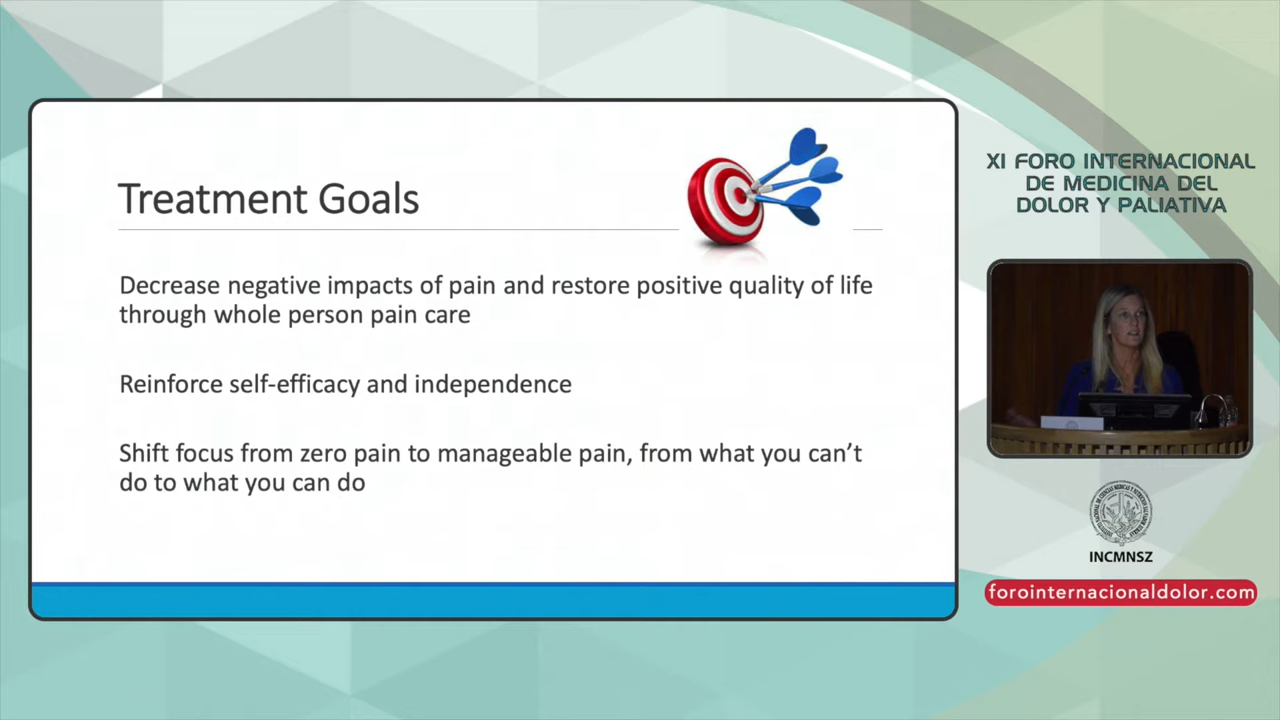 Treatment Goals
Decrease negative impacts of pain and restore positive quality of life
through whole person pain care
Reinforce self-efficacy and independence
Shift focus from zero pain to manageable pain, from what you can’t
do to what you can do
XI FORO INTERNACIONAL
DE MEDICINA DEL
DOLOR Y PALIATIVA
INCMNSZ
forointernacionaldolor.com